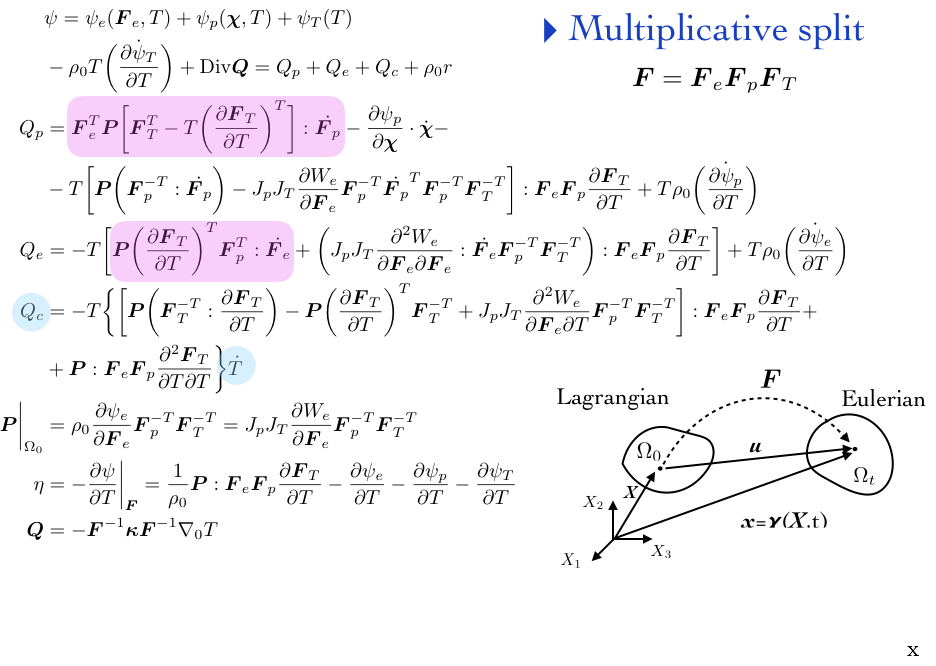 ψ = ψ_e(F_e, T) + ψ_p(χ, T) + ψ_T(T)
− ρ_0 T (∂ψ̇_T/∂T) + DivQ = Q_p + Q_e + Q_c + ρ_0 r
Q_p = F_e^T P [F_T^T − T (∂F_T/∂T)^T] : Ḟ_p − ∂ψ_p/∂χ · χ̇ −
− T [P (F_p^{−T} : Ḟ_p) − J_p J_T ∂W_e/∂F_e F_p^{−T} Ḟ_p^T F_p^{−T} F_T^{−T}] : F_e F_p ∂F_T/∂T + Tρ_0 (∂ψ̇_p/∂T)
Q_e = −T [P (∂F_T/∂T)^T F_p^T : Ḟ_e + (J_p J_T ∂²W_e/∂F_e∂F_e : Ḟ_e F_p^{−T} F_T^{−T}) : F_e F_p ∂F_T/∂T] + Tρ_0 (∂ψ̇_e/∂T)
Q_c = −T {[P (F_T^{−T} : ∂F_T/∂T) − P (∂F_T/∂T)^T F_T^{−T} + J_p J_T ∂²W_e/∂F_e∂T F_p^{−T} F_T^{−T}] : F_e F_p ∂F_T/∂T +
+ P : F_e F_p ∂²F_T/∂T∂T} Ṫ
P|_{Ω_0} = ρ_0 ∂ψ_e/∂F_e F_p^{−T} F_T^{−T} = J_p J_T ∂W_e/∂F_e F_p^{−T} F_T^{−T}
η = −∂ψ/∂T|_F = 1/ρ_0 P : F_e F_p ∂F_T/∂T − ∂ψ_e/∂T − ∂ψ_p/∂T − ∂ψ_T/∂T
Q = −F^{−1} κ F^{−1} ∇_0 T
Multiplicative split
F = F_e F_p F_T
F
Lagrangian
Eulerian
Ω_0
u
Ω_t
X
X_2
X_3
X_1
x